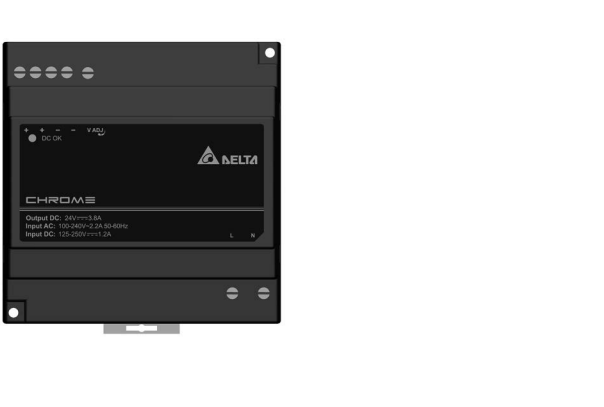 + + − − V ADJ.
DC OK
DELTA
CHROME
Output DC: 24V⎓3.8A
Input AC: 100-240V~2.2A 50-60Hz
Input DC: 125-250V⎓1.2A
L N